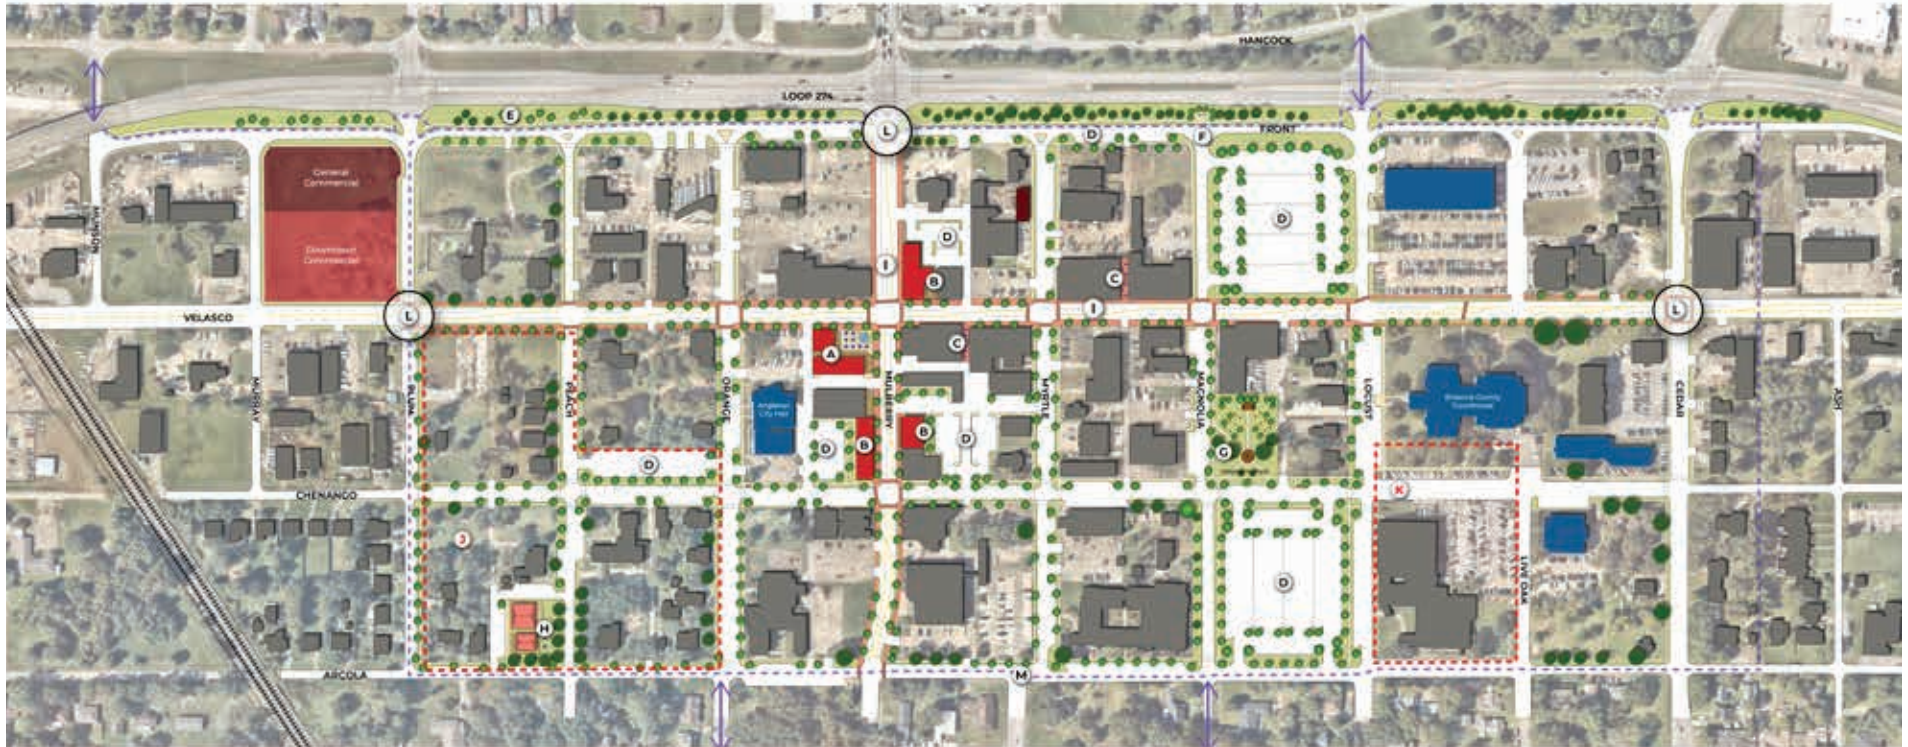 HANCOCK
LOOP 274
E
L
D
F
FRONT
General
Commercial
Downtown
Commercial
MUNSON
D
D
I
B
C
L
VELASCO
I
L
A
C
MURRAY
PLUM
PEACH
ORANGE
Angleton
City Hall
MULBERRY
MYRTLE
MAGNOLIA
LOCUST
Brazoria County
Courthouse
CEDAR
ASH
D
B
B
D
G
D
CHENANGO
K
J
D
LIVE OAK
H
ARCOLA
M